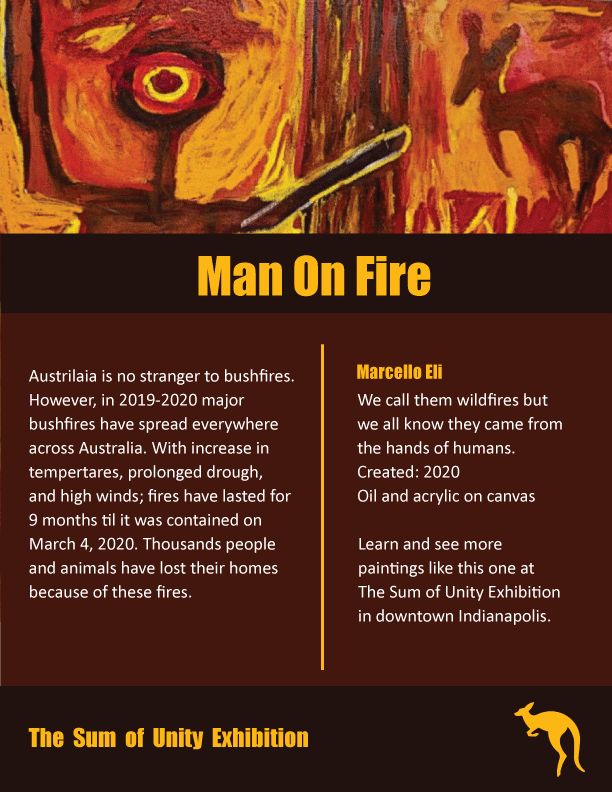 Man On Fire
Austrilaia is no stranger to bushfires.
However, in 2019-2020 major
bushfires have spread everywhere
across Australia. With increase in
tempertares, prolonged drough,
and high winds; fires have lasted for
9 months til it was contained on
March 4, 2020. Thousands people
and animals have lost their homes
because of these fires.
Marcello Eli
We call them wildfires but
we all know they came from
the hands of humans.
Created: 2020
Oil and acrylic on canvas
Learn and see more
paintings like this one at
The Sum of Unity Exhibition
in downtown Indianapolis.
The Sum of Unity Exhibition